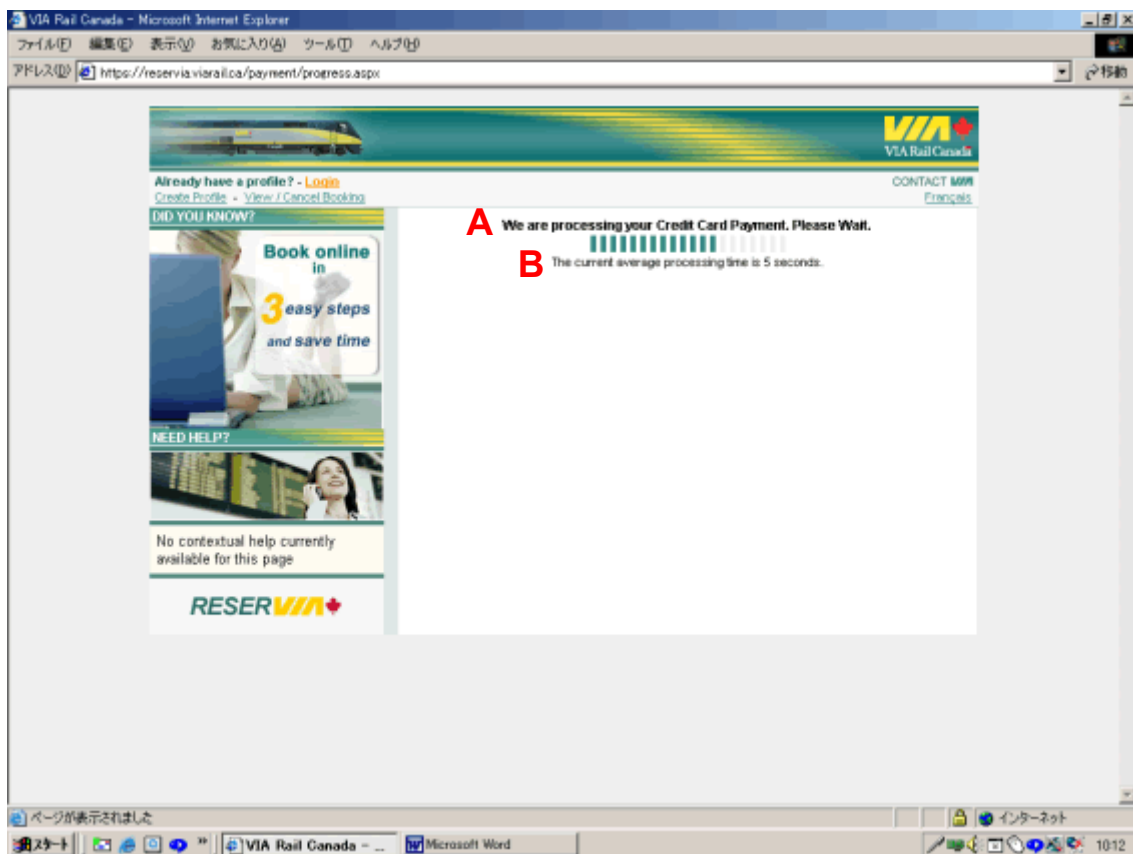 VIA Rail Canada - Microsoft Internet Explorer
ファイル(F) 編集(E) 表示(V) お気に入り(A) ツール(T) ヘルプ(H)
アドレス(D) https://reservia.viarail.ca/payment/progress.aspx 移動
VIA
VIA Rail Canada
Already have a profile? - Login
CONTACT VIA
Create Profile - View / Cancel Booking
Français
DID YOU KNOW?
A We are processing your Credit Card Payment. Please Wait.
B The current average processing time is 5 seconds.
Book online
in
3 easy steps
and save time
NEED HELP?
No contextual help currently
available for this page
RESERVIA
ページが表示されました インターネット
スタート » VIA Rail Canada - ... Microsoft Word 10:12